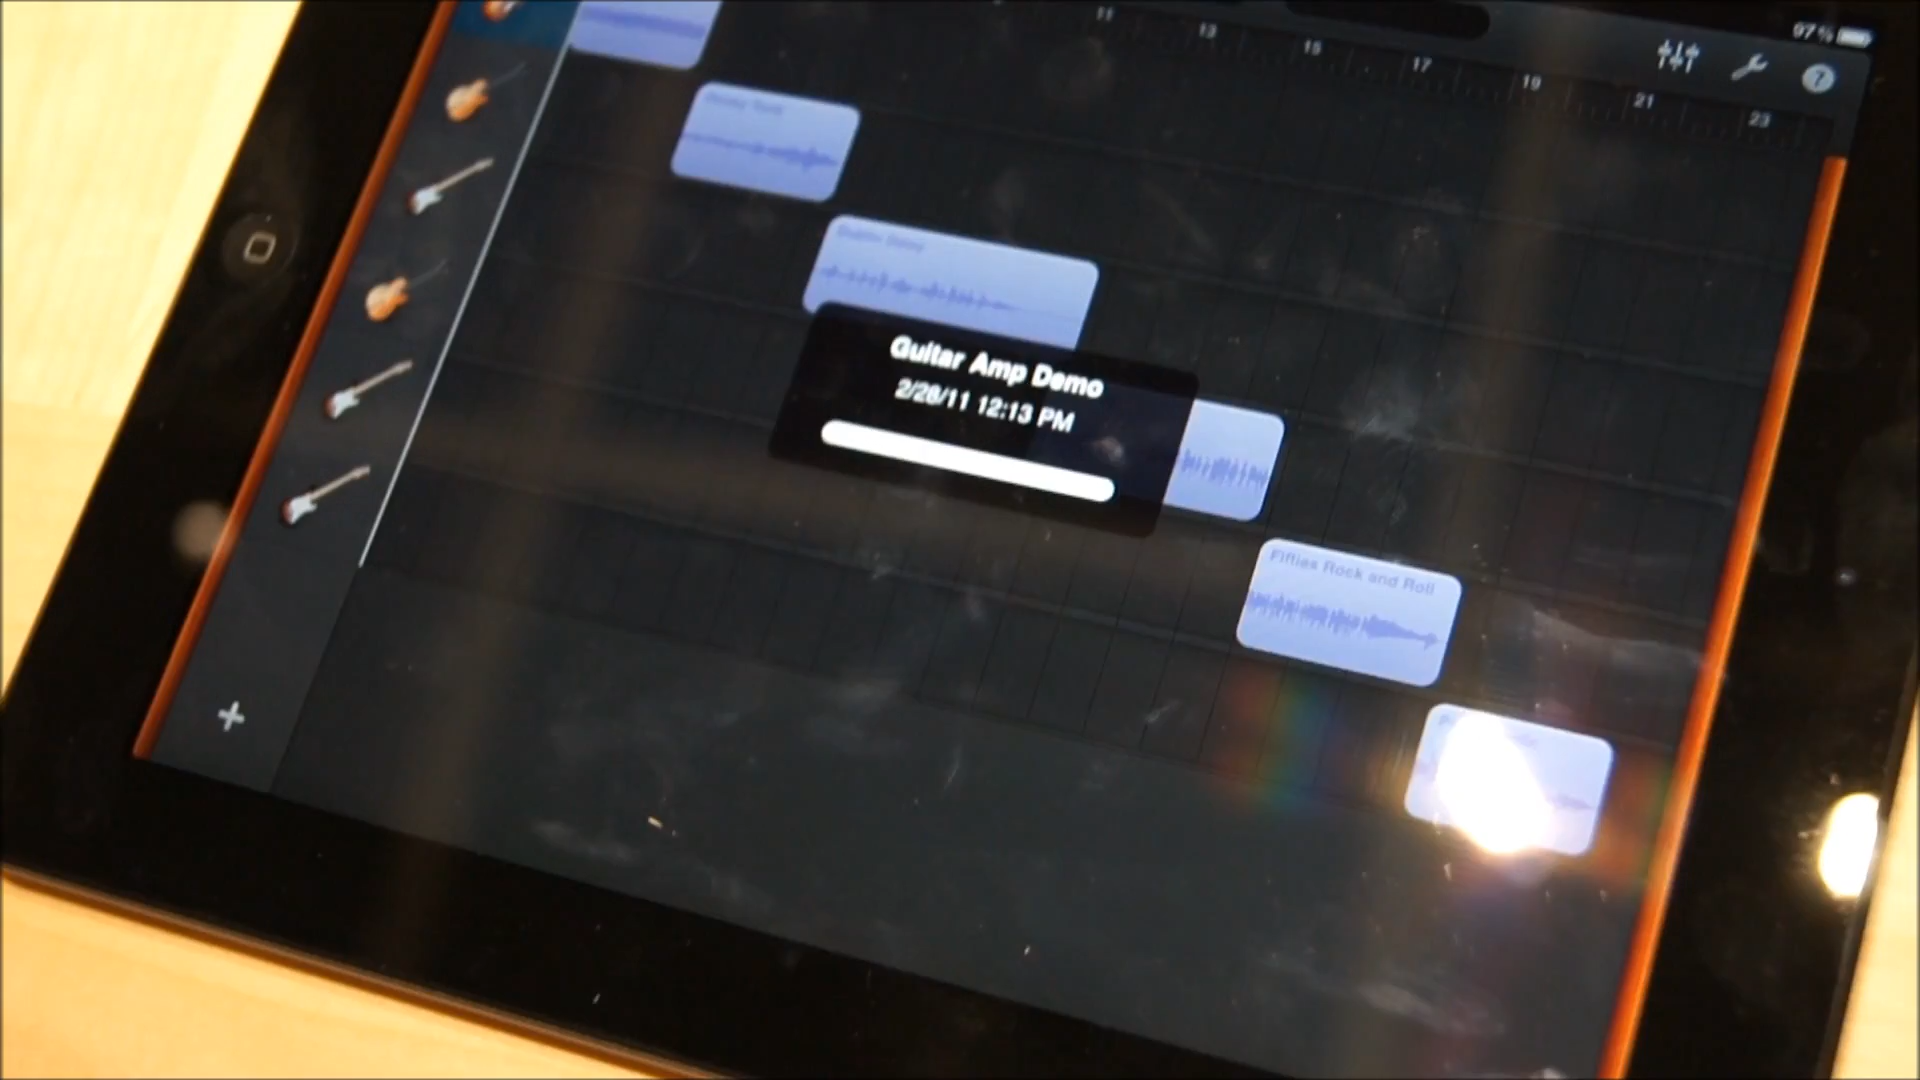 97%
11 13 15 17 19 21 23
?
Guitar Amp Demo
2/28/11 12:13 PM
Fifties Rock and Roll